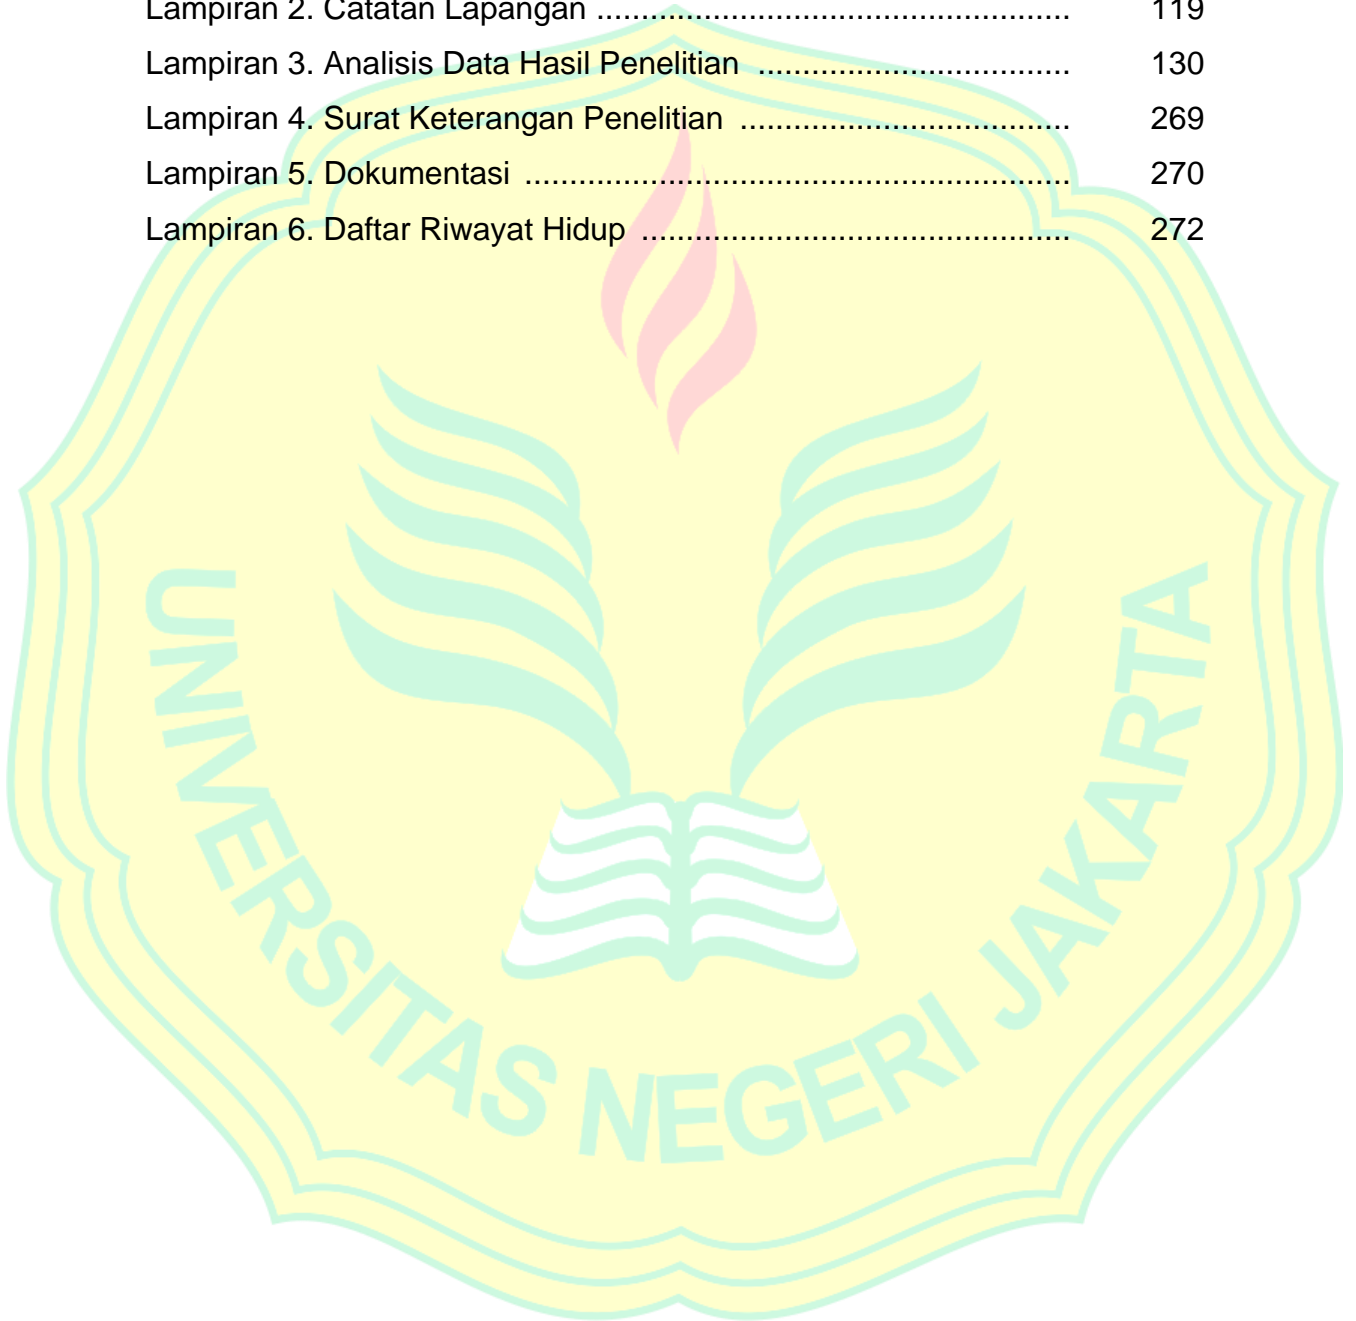 Lampiran 2. Catatan Lapangan ..................................................... 119
Lampiran 3. Analisis Data Hasil Penelitian ................................... 130
Lampiran 4. Surat Keterangan Penelitian ..................................... 269
Lampiran 5. Dokumentasi ............................................................. 270
Lampiran 6. Daftar Riwayat Hidup ................................................ 272
UNIVERSITAS NEGERI JAKARTA